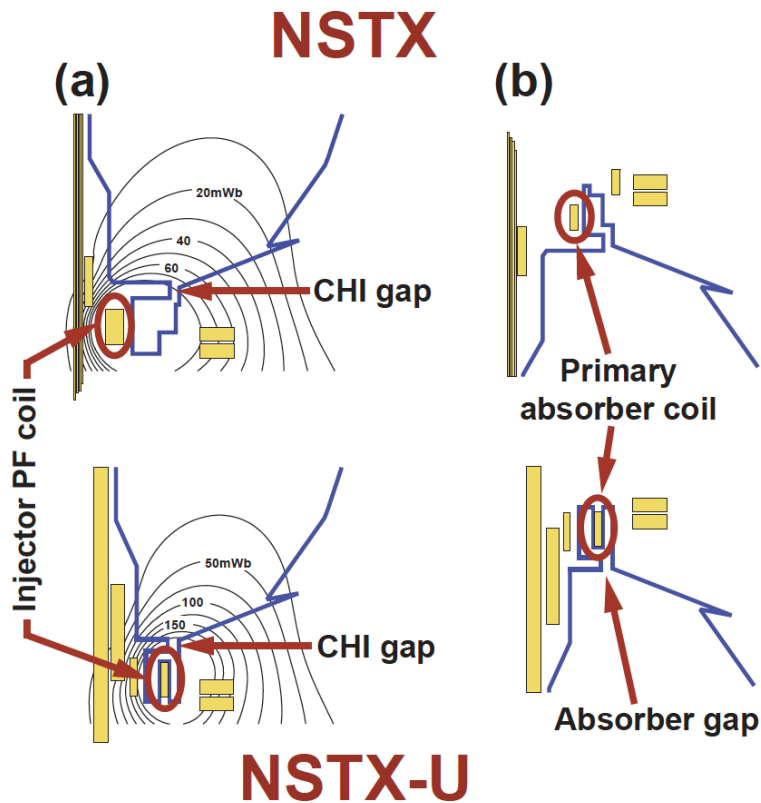 NSTX
(a)
(b)
20mWb
40
60
CHI gap
Injector PF coil
Primary
absorber coil
50mWb
100
150
CHI gap
Absorber gap
NSTX-U